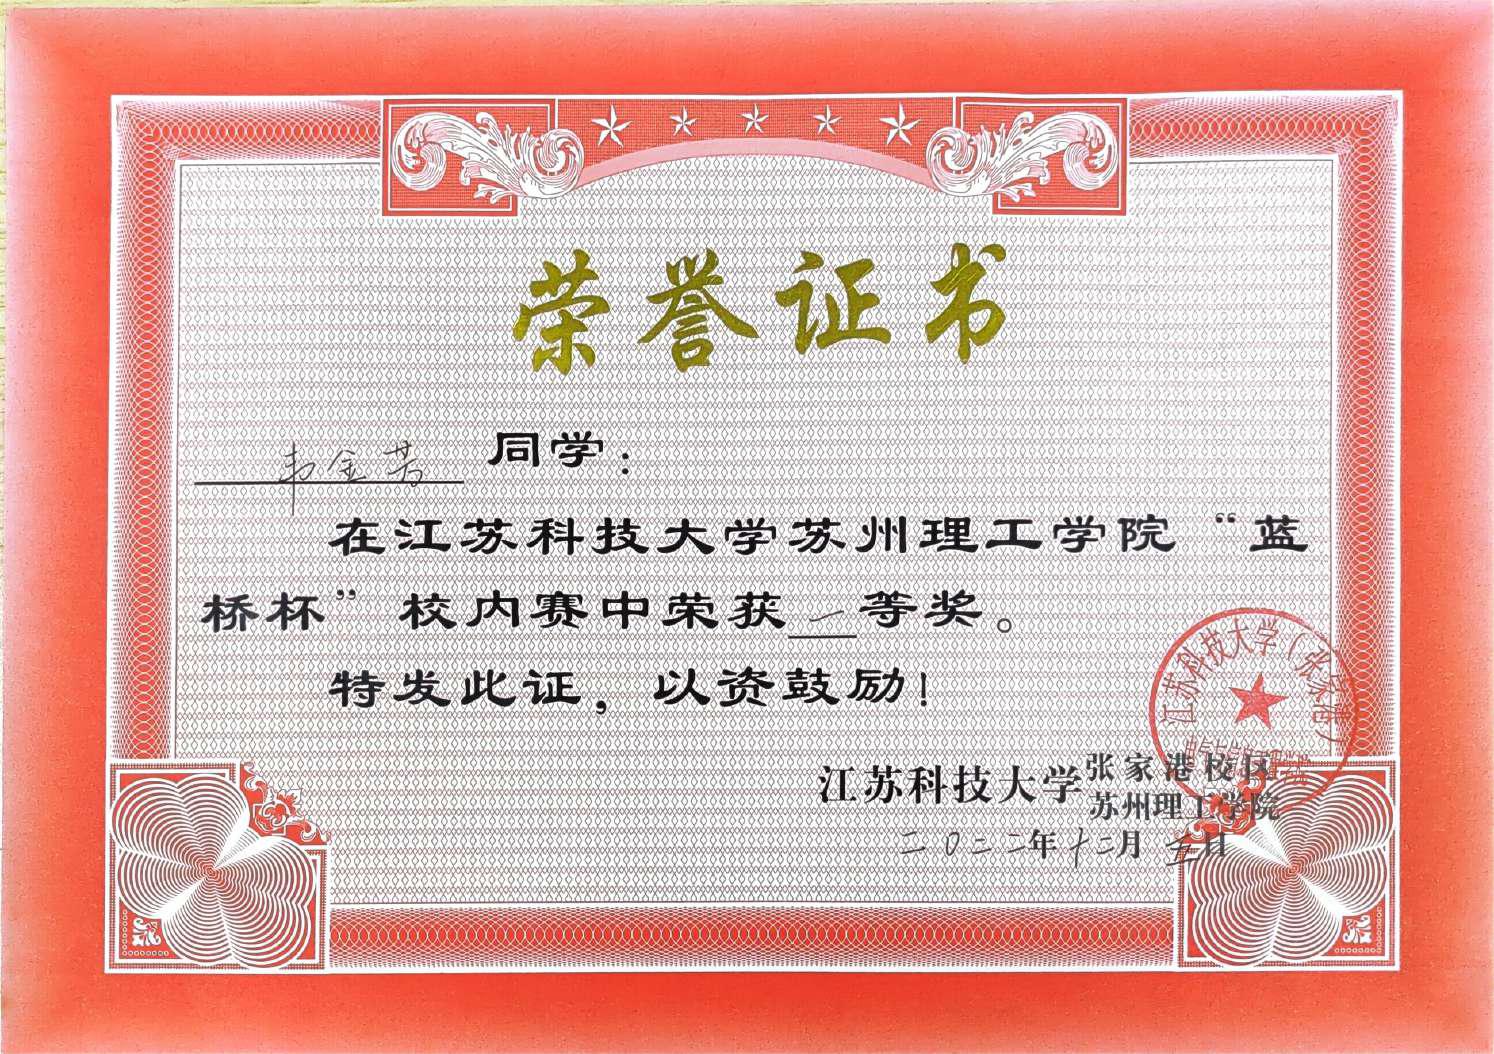 荣誉证书
韦金芳 同学：
在江苏科技大学苏州理工学院“蓝
桥杯”校内赛中荣获一等奖。
特发此证，以资鼓励！
江苏科技大学（张家港）
江苏科技大学张家港校区
苏州理工学院
二0二二年十二月 日